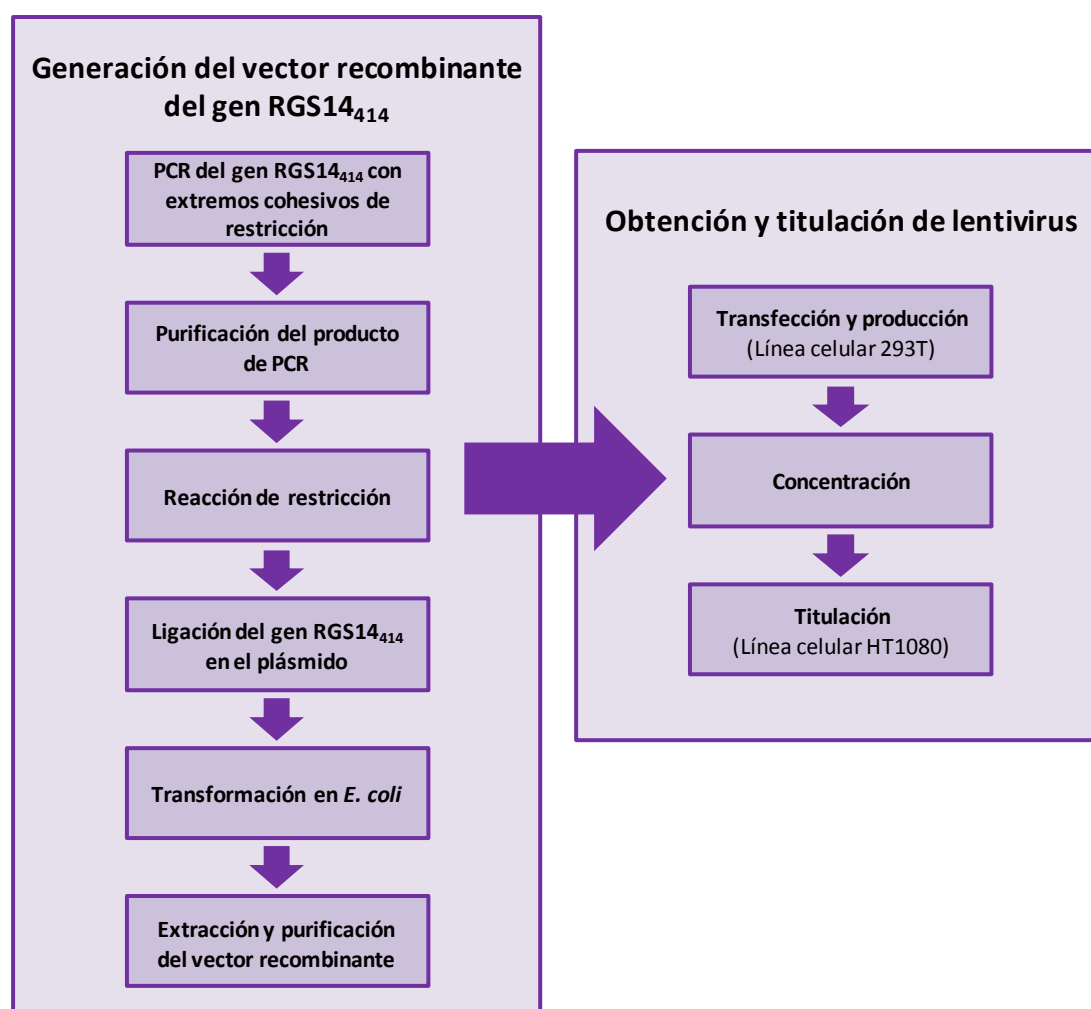 Generación del vector recombinante
del gen RGS14₄₁₄
PCR del gen RGS14₄₁₄ con
extremos cohesivos de
restricción
Purificación del producto
de PCR
Reacción de restricción
Ligación del gen RGS14₄₁₄
en el plásmido
Transformación en E. coli
Extracción y purificación
del vector recombinante
Obtención y titulación de lentivirus
Transfección y producción
(Línea celular 293T)
Concentración
Titulación
(Línea celular HT1080)